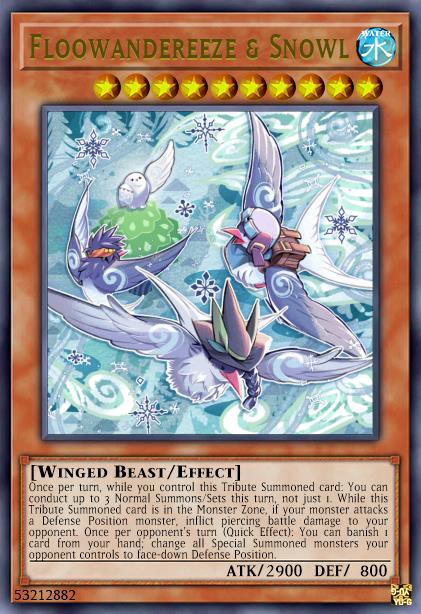 Floowandereeze & Snowl
WATER
水
[Winged Beast/Effect]
Once per turn, while you control this Tribute Summoned card: You can
conduct up to 3 Normal Summons/Sets this turn, not just 1. While this
Tribute Summoned card is in the Monster Zone, if your monster attacks
a Defense Position monster, inflict piercing battle damage to your
opponent. Once per opponent's turn (Quick Effect): You can banish 1
card from your hand; change all Special Summoned monsters your
opponent controls to face-down Defense Position.
ATK/2900 DEF/ 800
53212882